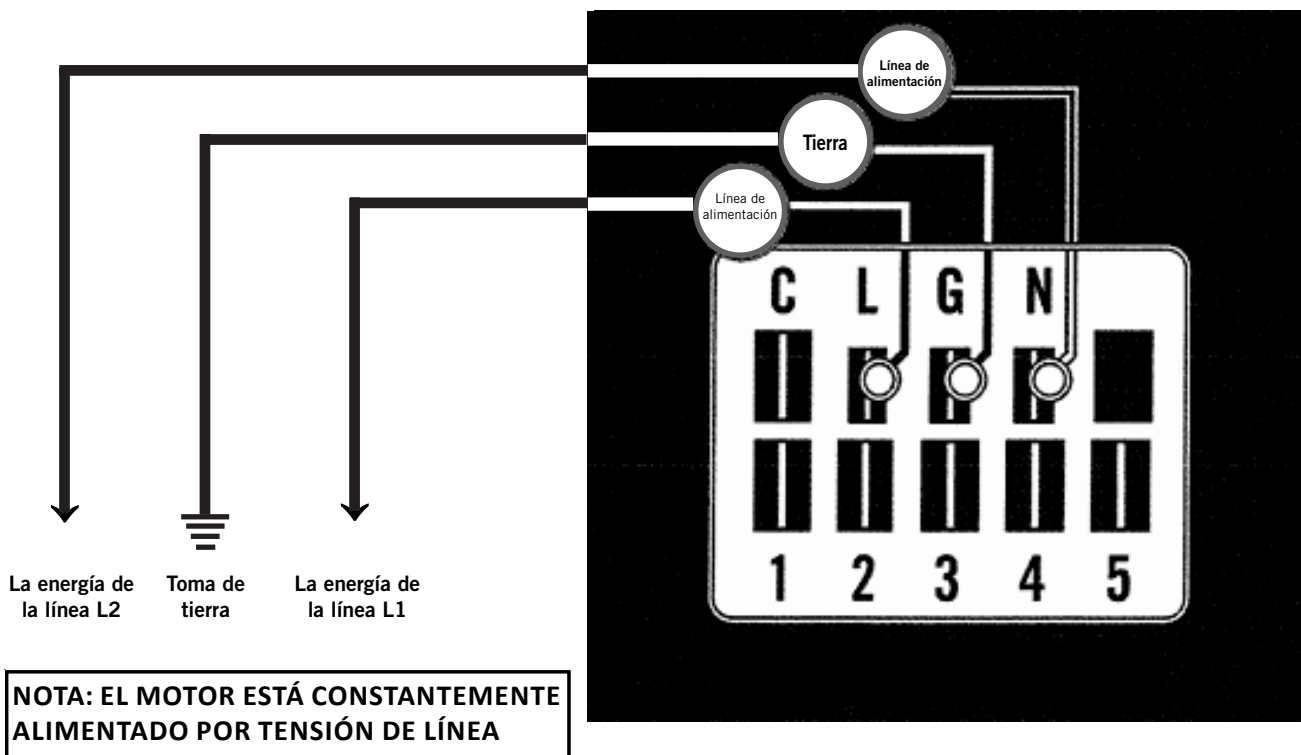 Línea de
alimentación
Tierra
Línea de
alimentación
C L G N
1 2 3 4 5
La energía de
la línea L2
Toma de
tierra
La energía de
la línea L1
NOTA: EL MOTOR ESTÁ CONSTANTEMENTE
ALIMENTADO POR TENSIÓN DE LÍNEA